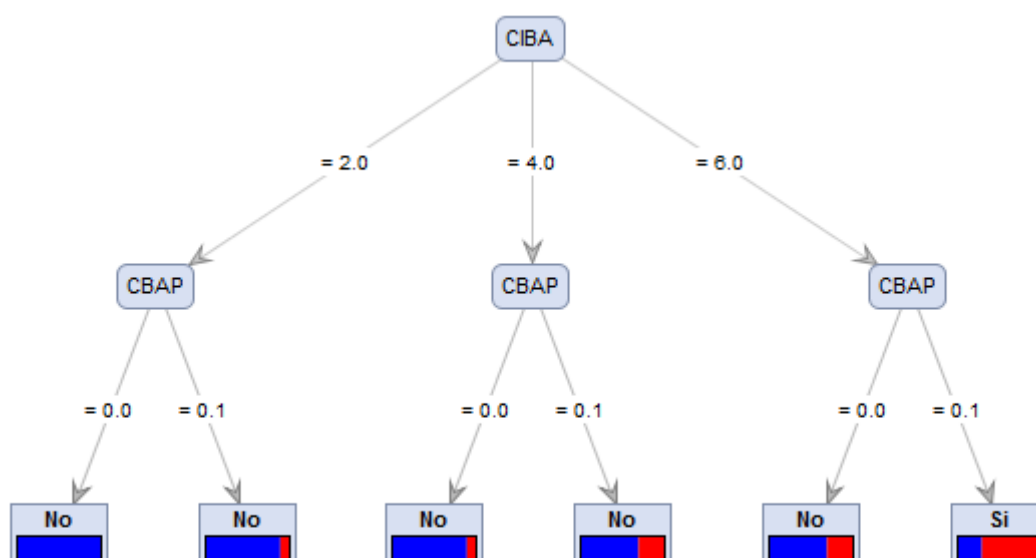 CIBA
= 2.0 = 4.0 = 6.0
CBAP CBAP CBAP
= 0.0 = 0.1 = 0.0 = 0.1 = 0.0 = 0.1
No No No No No Si